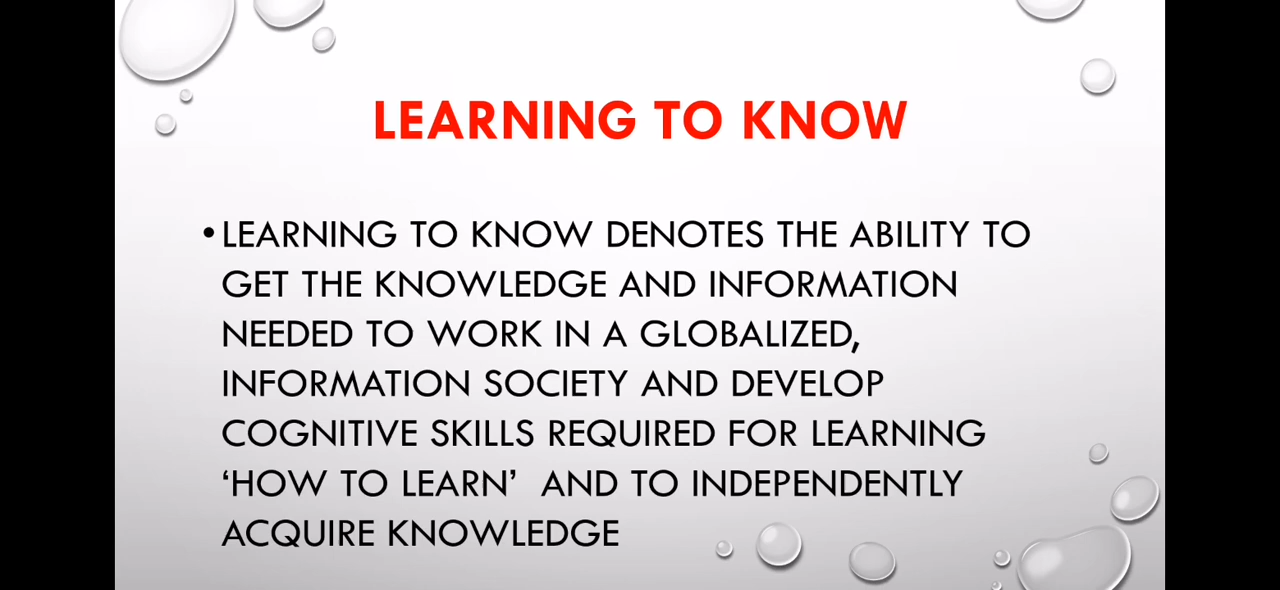 LEARNING TO KNOW
•LEARNING TO KNOW DENOTES THE ABILITY TO
GET THE KNOWLEDGE AND INFORMATION
NEEDED TO WORK IN A GLOBALIZED,
INFORMATION SOCIETY AND DEVELOP
COGNITIVE SKILLS REQUIRED FOR LEARNING
‘HOW TO LEARN’  AND TO INDEPENDENTLY
ACQUIRE KNOWLEDGE